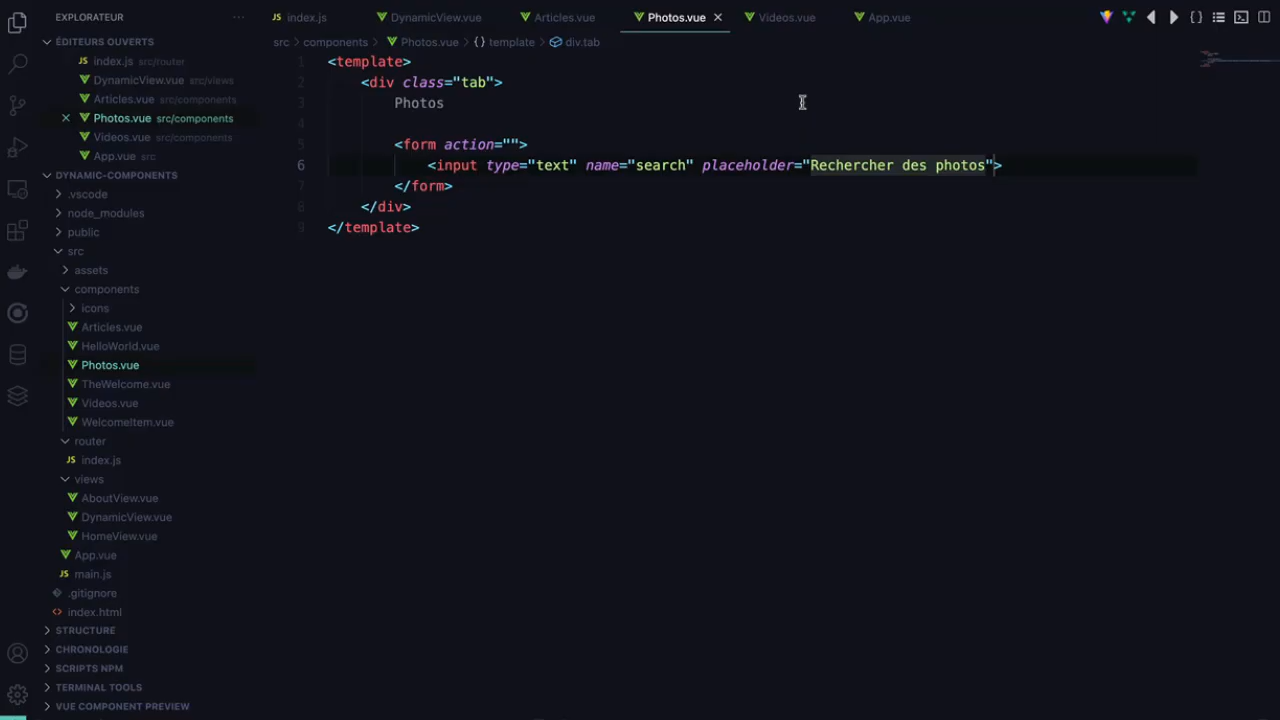 EXPLORATEUR
ÉDITEURS OUVERTS
JS index.js src/router
DynamicView.vue src/views
Articles.vue src/components
Photos.vue src/components
Videos.vue src/components
App.vue src
DYNAMIC-COMPONENTS
.vscode
node_modules
public
src
assets
components
icons
Articles.vue
HelloWorld.vue
Photos.vue
TheWelcome.vue
Videos.vue
WelcomeItem.vue
router
JS index.js
views
AboutView.vue
DynamicView.vue
HomeView.vue
App.vue
JS main.js
.gitignore
index.html
STRUCTURE
CHRONOLOGIE
SCRIPTS NPM
TERMINAL TOOLS
VUE COMPONENT PREVIEW
JS index.js DynamicView.vue Articles.vue Photos.vue Videos.vue App.vue
src > components > Photos.vue > {} template > div.tab
1 <template>
2 <div class="tab">
3 Photos
4
5 <form action="">
6 <input type="text" name="search" placeholder="Rechercher des photos">
7 </form>
8 </div>
9 </template>